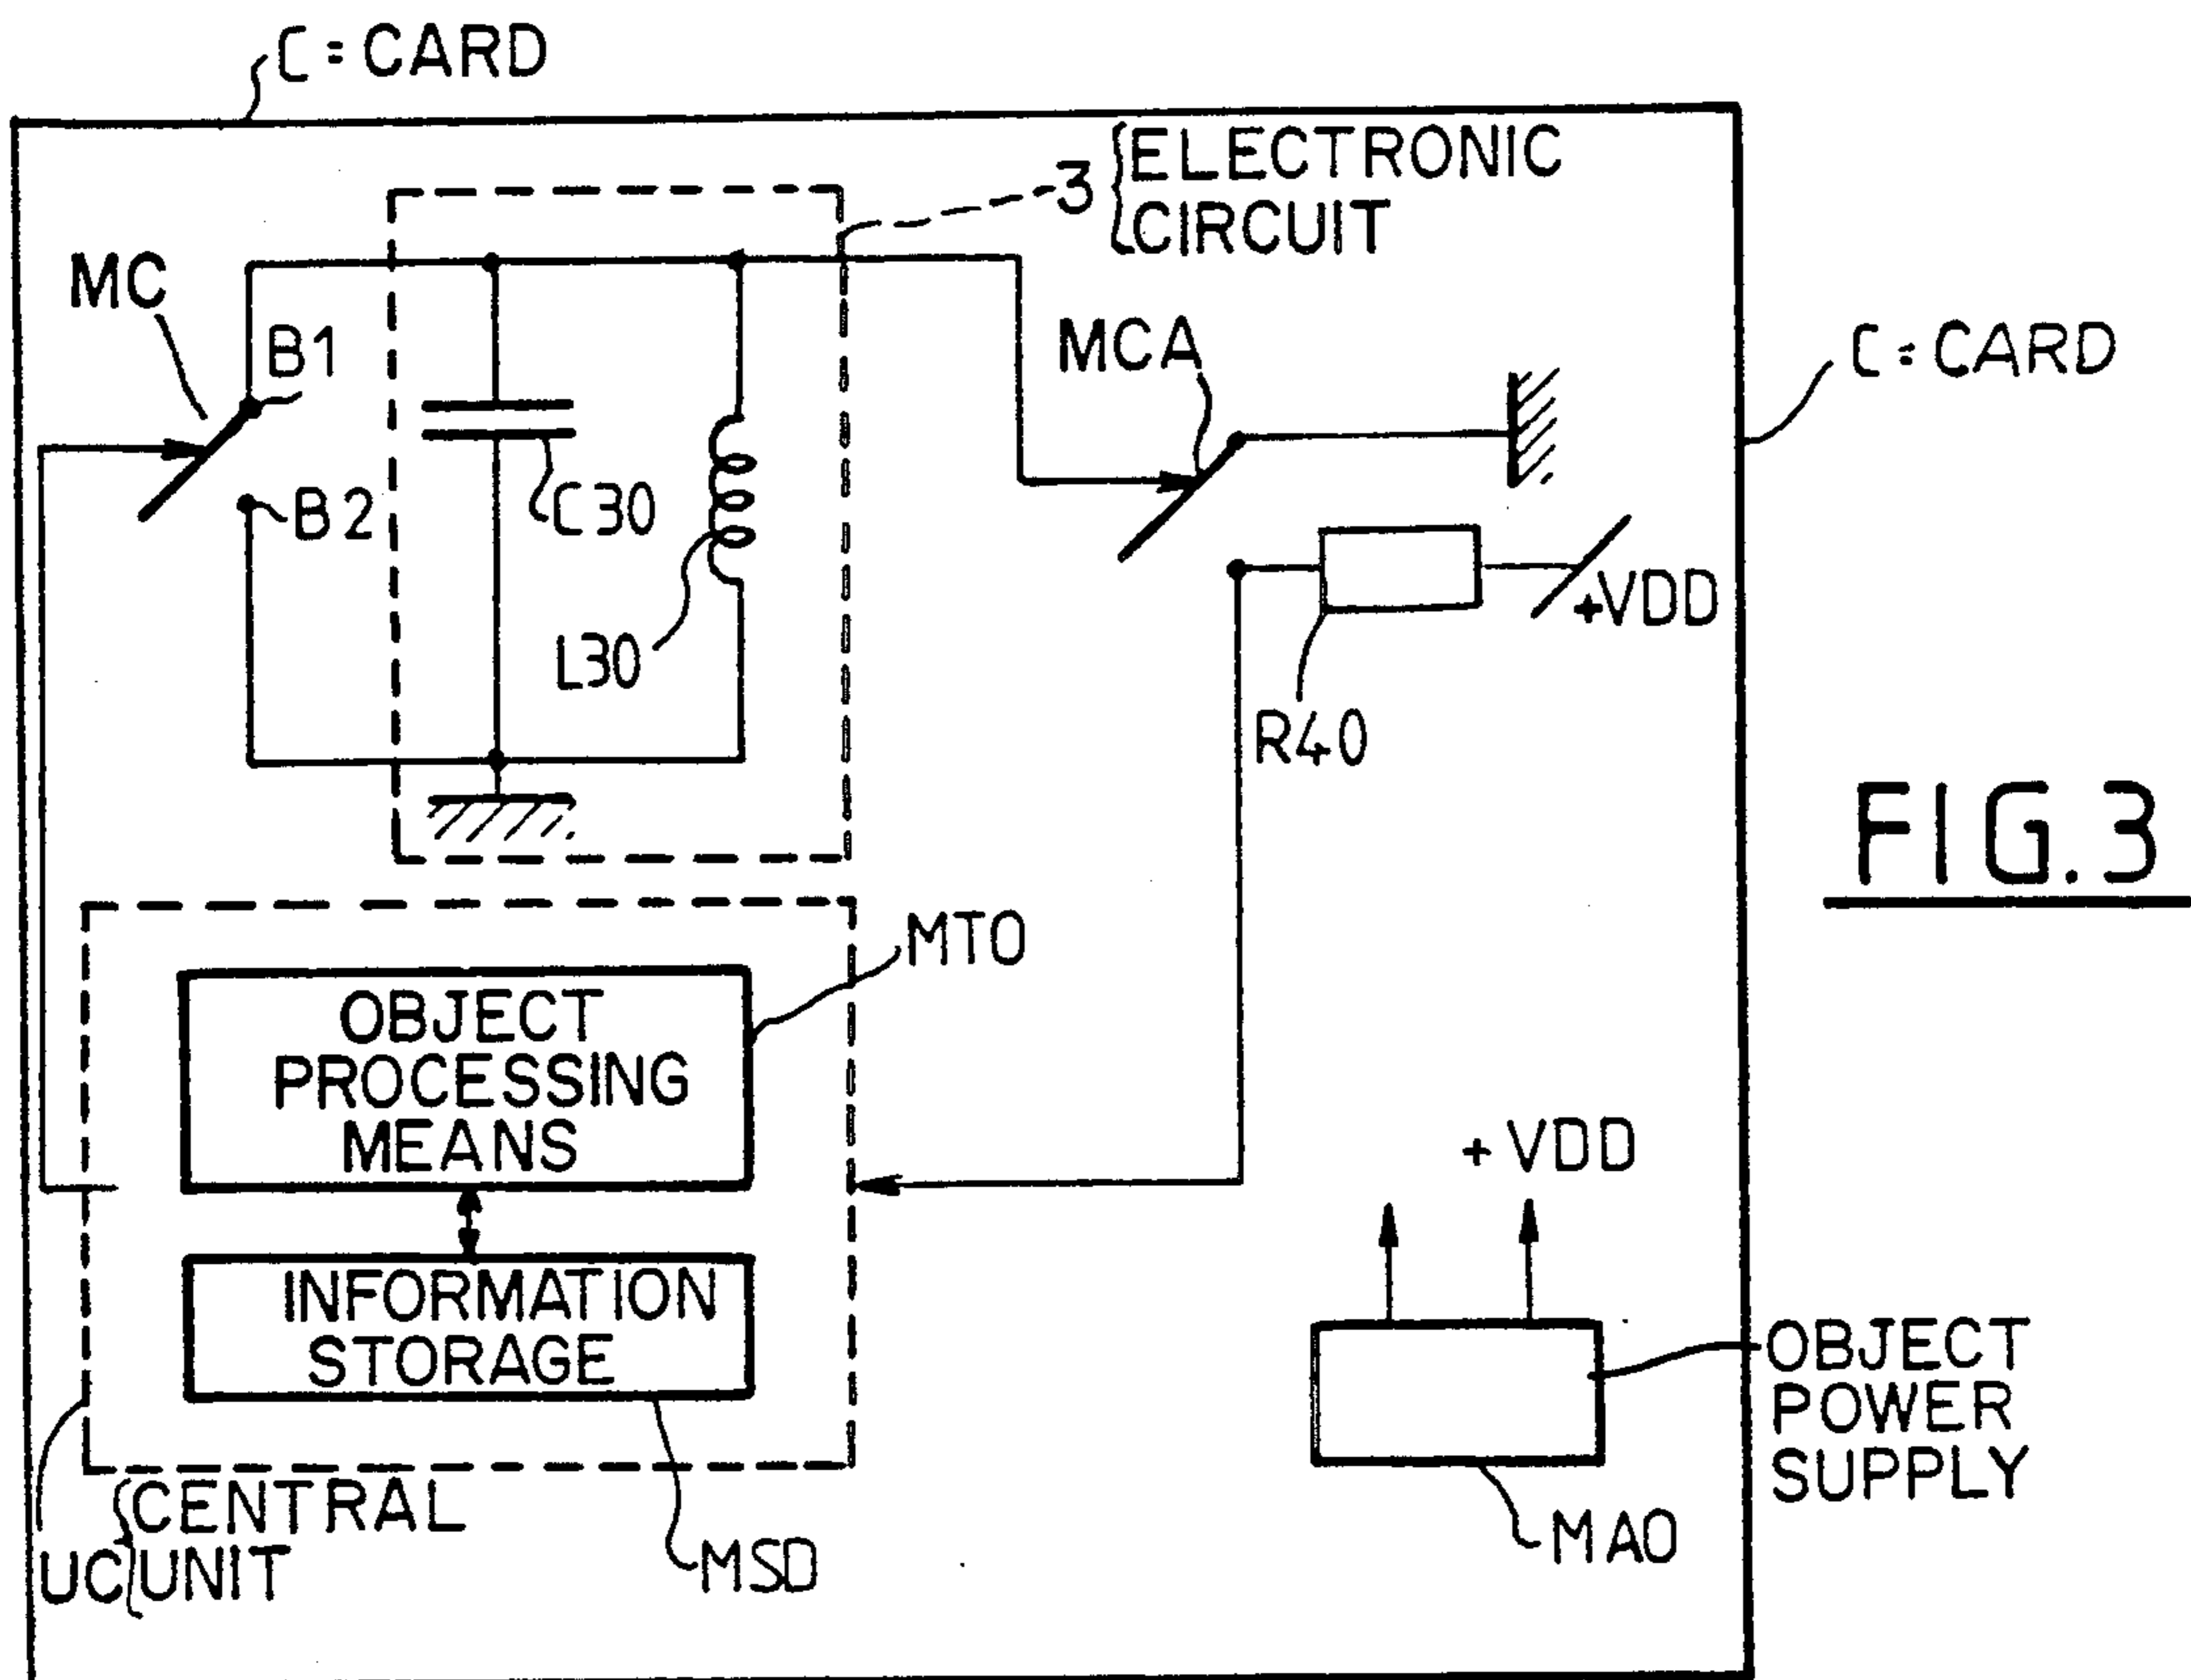 C = CARD
3 ELECTRONIC
CIRCUIT
MC
B1
MCA
C = CARD
B2
C30
+VDD
L30
R40
FIG.3
MTO
OBJECT
PROCESSING
MEANS
+VDD
INFORMATION
STORAGE
OBJECT
POWER
SUPPLY
CENTRAL
UC UNIT
MSD
MAO